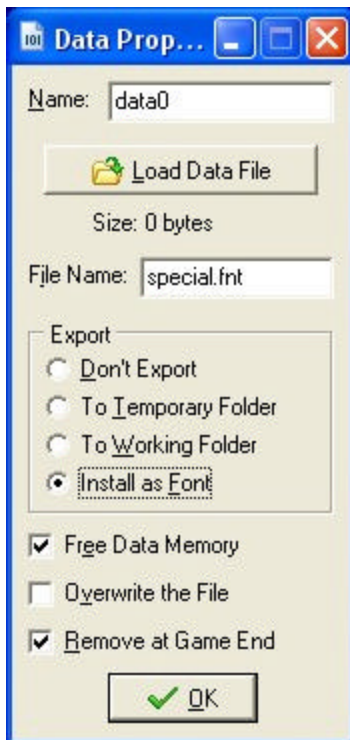 Data Prop...
Name: data0
Load Data File
Size: 0 bytes
File Name: special.fnt
Export
Don't Export
To Temporary Folder
To Working Folder
Install as Font
Free Data Memory
Overwrite the File
Remove at Game End
OK